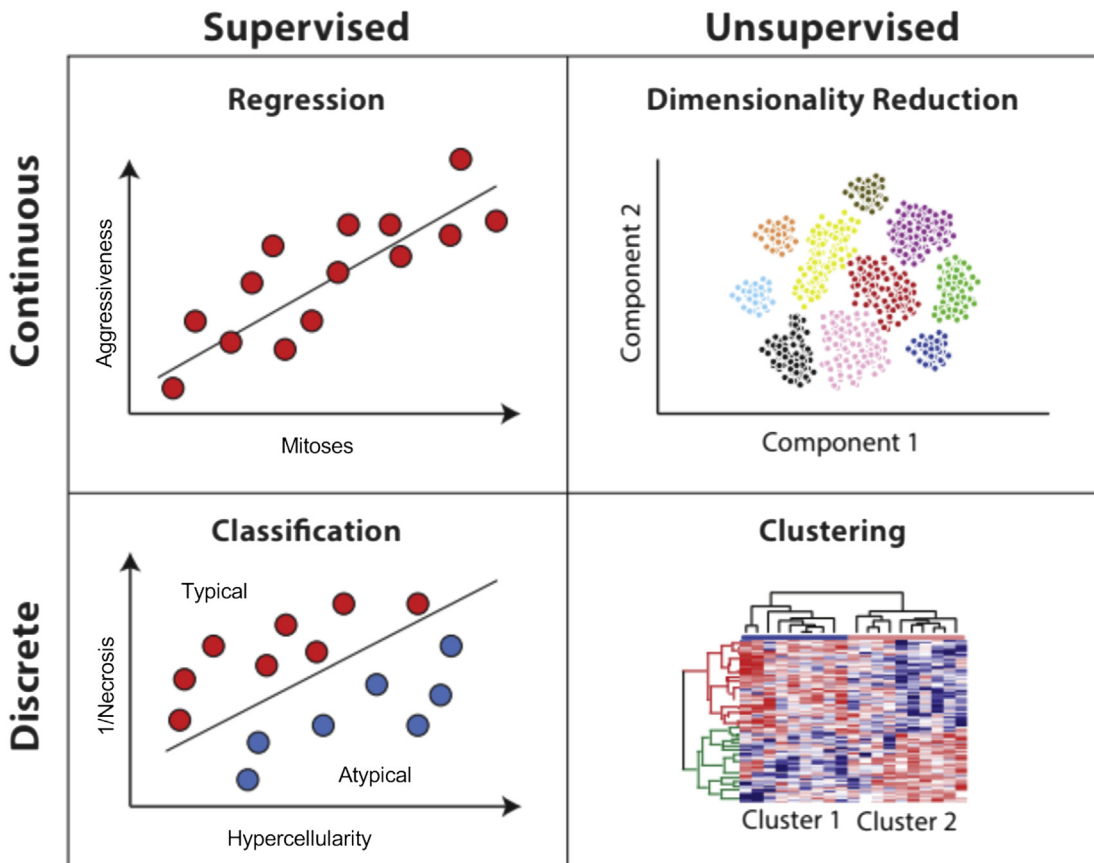 Supervised
Unsupervised
Continuous
Regression
Aggressiveness
Mitoses
Dimensionality Reduction
Component 2
Component 1
Discrete
Classification
Typical
1/Necrosis
Atypical
Hypercellularity
Clustering
Cluster 1
Cluster 2